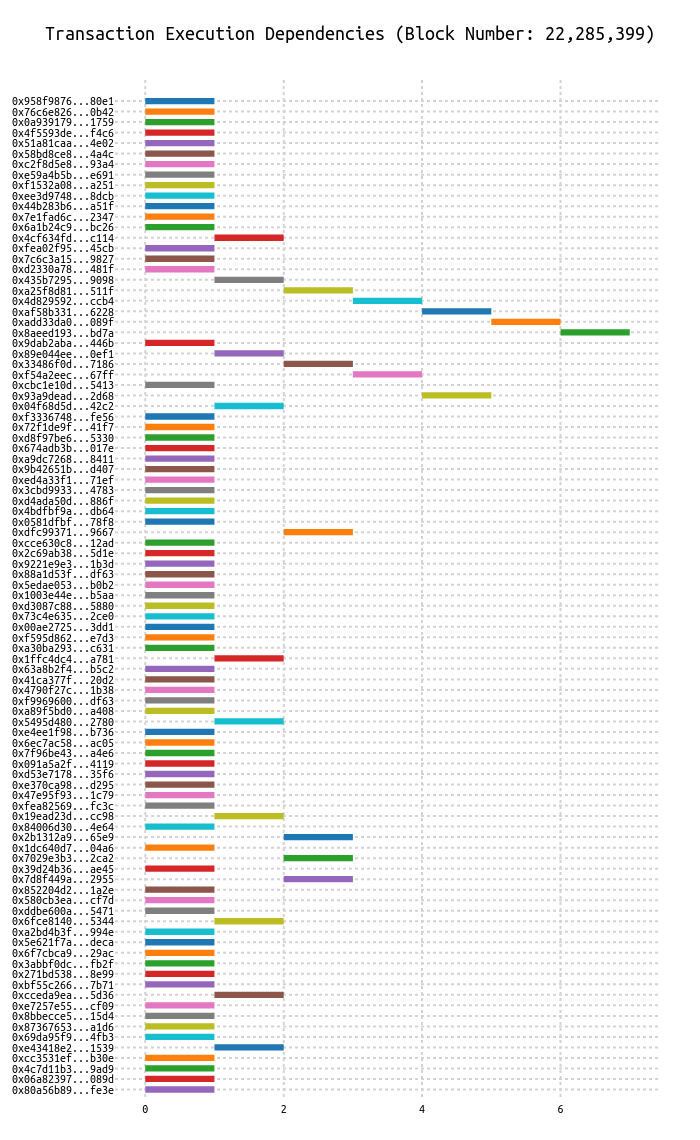 Transaction Execution Dependencies (Block Number: 22,285,399)
0x958f9876...80e1
0x76c6e826...0b42
0x0a939179...1759
0x4f5593de...f4c6
0x51a81caa...4e02
0x58bd8ce8...4a4c
0xc2f8d5e8...93a4
0xe59a4b5b...e691
0xf1532a08...a251
0xee3d9748...8dcb
0x44b283b6...a51f
0x7e1fad6c...2347
0x6a1b24c9...bc26
0x4cf634fd...c114
0xfea02f95...45cb
0x7c6c3a15...9827
0xd2330a78...481f
0x435b7295...9098
0xa25f8d81...511f
0x4d829592...ccb4
0xaf58b331...6228
0xadd33da0...089f
0x8aeed193...bd7a
0x9dab2aba...446b
0x89e044ee...0ef1
0x33486f0d...7186
0xf54a2eec...67ff
0xcbc1e10d...5413
0x93a9dead...2d68
0x04f68d5d...42c2
0xf3336748...fe56
0x72f1de9f...41f7
0xd8f97be6...5330
0x674adb3b...017e
0xa9dc7268...8411
0x9b42651b...d407
0xed4a33f1...71ef
0x3cbd9933...4783
0xd4ada50d...886f
0x4bdfbf9a...db64
0x0581dfbf...78f8
0xdfc99371...9667
0xcce630c8...12ad
0x2c69ab38...5d1e
0x9221e9e3...1b3d
0x88a1d53f...df63
0x5edae053...b0b2
0x1003e44e...b5aa
0xd3087c88...5880
0x73c4e635...2ce0
0x00ae2725...3dd1
0xf595d862...e7d3
0xa30ba293...c631
0x1ffc4dc4...a781
0x63a8b2f4...b5c2
0x41ca377f...20d2
0x4790f27c...1b38
0xf9969600...df63
0xa89f5bd0...a408
0x5495d480...2780
0xe4ee1f98...b736
0x6ec7ac58...ac05
0x7f96be43...a4e6
0x091a5a2f...4119
0xd53e7178...35f6
0xe370ca98...d295
0x47e95f93...1c79
0xfea82569...fc3c
0x19ead23d...cc98
0x84006d30...4e64
0x2b1312a9...65e9
0x1dc640d7...04a6
0x7029e3b3...2ca2
0x39d24b36...ae45
0x7d8f449a...2955
0x852204d2...1a2e
0x580cb3ea...cf7d
0xddbe600a...5471
0x6fce8140...5344
0xa2bd4b3f...994e
0x5e621f7a...deca
0x6f7cbca9...29ac
0x3abbf0dc...fb2f
0x271bd538...8e99
0xbf55c266...7b71
0xcceda9ea...5d36
0xe7257e55...cf09
0x8bbecce5...15d4
0x87367653...a1d6
0x69da95f9...4fb3
0xe43418e2...1539
0xcc3531ef...b30e
0x4c7d11b3...9ad9
0x06a82397...089d
0x80a56b89...fe3e
0 2 4 6